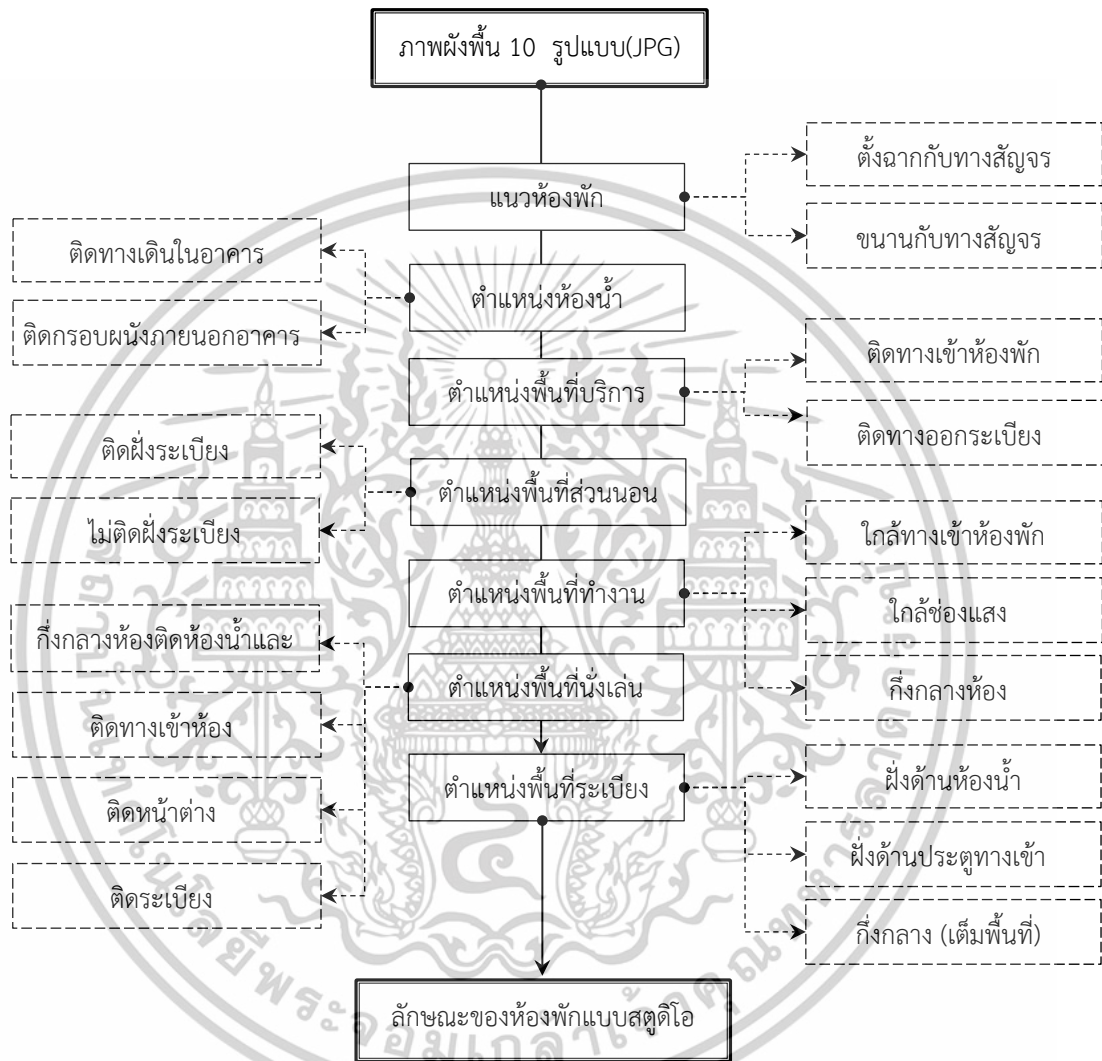 ภาพผังพื้น 10 รูปแบบ(JPG)
แนวห้องพัก
ตั้งฉากกับทางสัญจร
ขนานกับทางสัญจร
ตำแหน่งห้องน้ำ
ติดทางเดินในอาคาร
ติดกรอบผนังภายนอกอาคาร
ตำแหน่งพื้นที่บริการ
ติดทางเข้าห้องพัก
ติดทางออกระเบียง
ตำแหน่งพื้นที่ส่วนนอน
ติดฝั่งระเบียง
ไม่ติดฝั่งระเบียง
ตำแหน่งพื้นที่ทำงาน
ใกล้ทางเข้าห้องพัก
ใกล้ช่องแสง
กึ่งกลางห้อง
ตำแหน่งพื้นที่นั่งเล่น
กึ่งกลางห้องติดห้องน้ำและ
ติดทางเข้าห้อง
ติดหน้าต่าง
ติดระเบียง
ตำแหน่งพื้นที่ระเบียง
ฝั่งด้านห้องน้ำ
ฝั่งด้านประตูทางเข้า
กึ่งกลาง (เต็มพื้นที่)
ลักษณะของห้องพักแบบสตูดิโอ